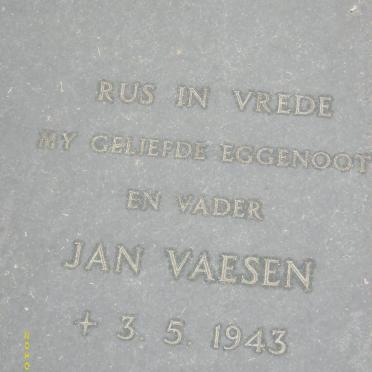 RUS IN VREDE
MY GELIEFDE EGGENOOT
EN VADER
JAN VAESEN
+ 3. 5. 1943